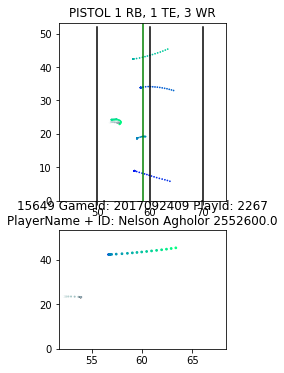 PISTOL 1 RB, 1 TE, 3 WR
50
40
30
20
10
0
50 60 70
15649 GameId: 2017092409 PlayId: 2267
PlayerName + ID: Nelson Agholor 2552600.0
40
20
0
55 60 65